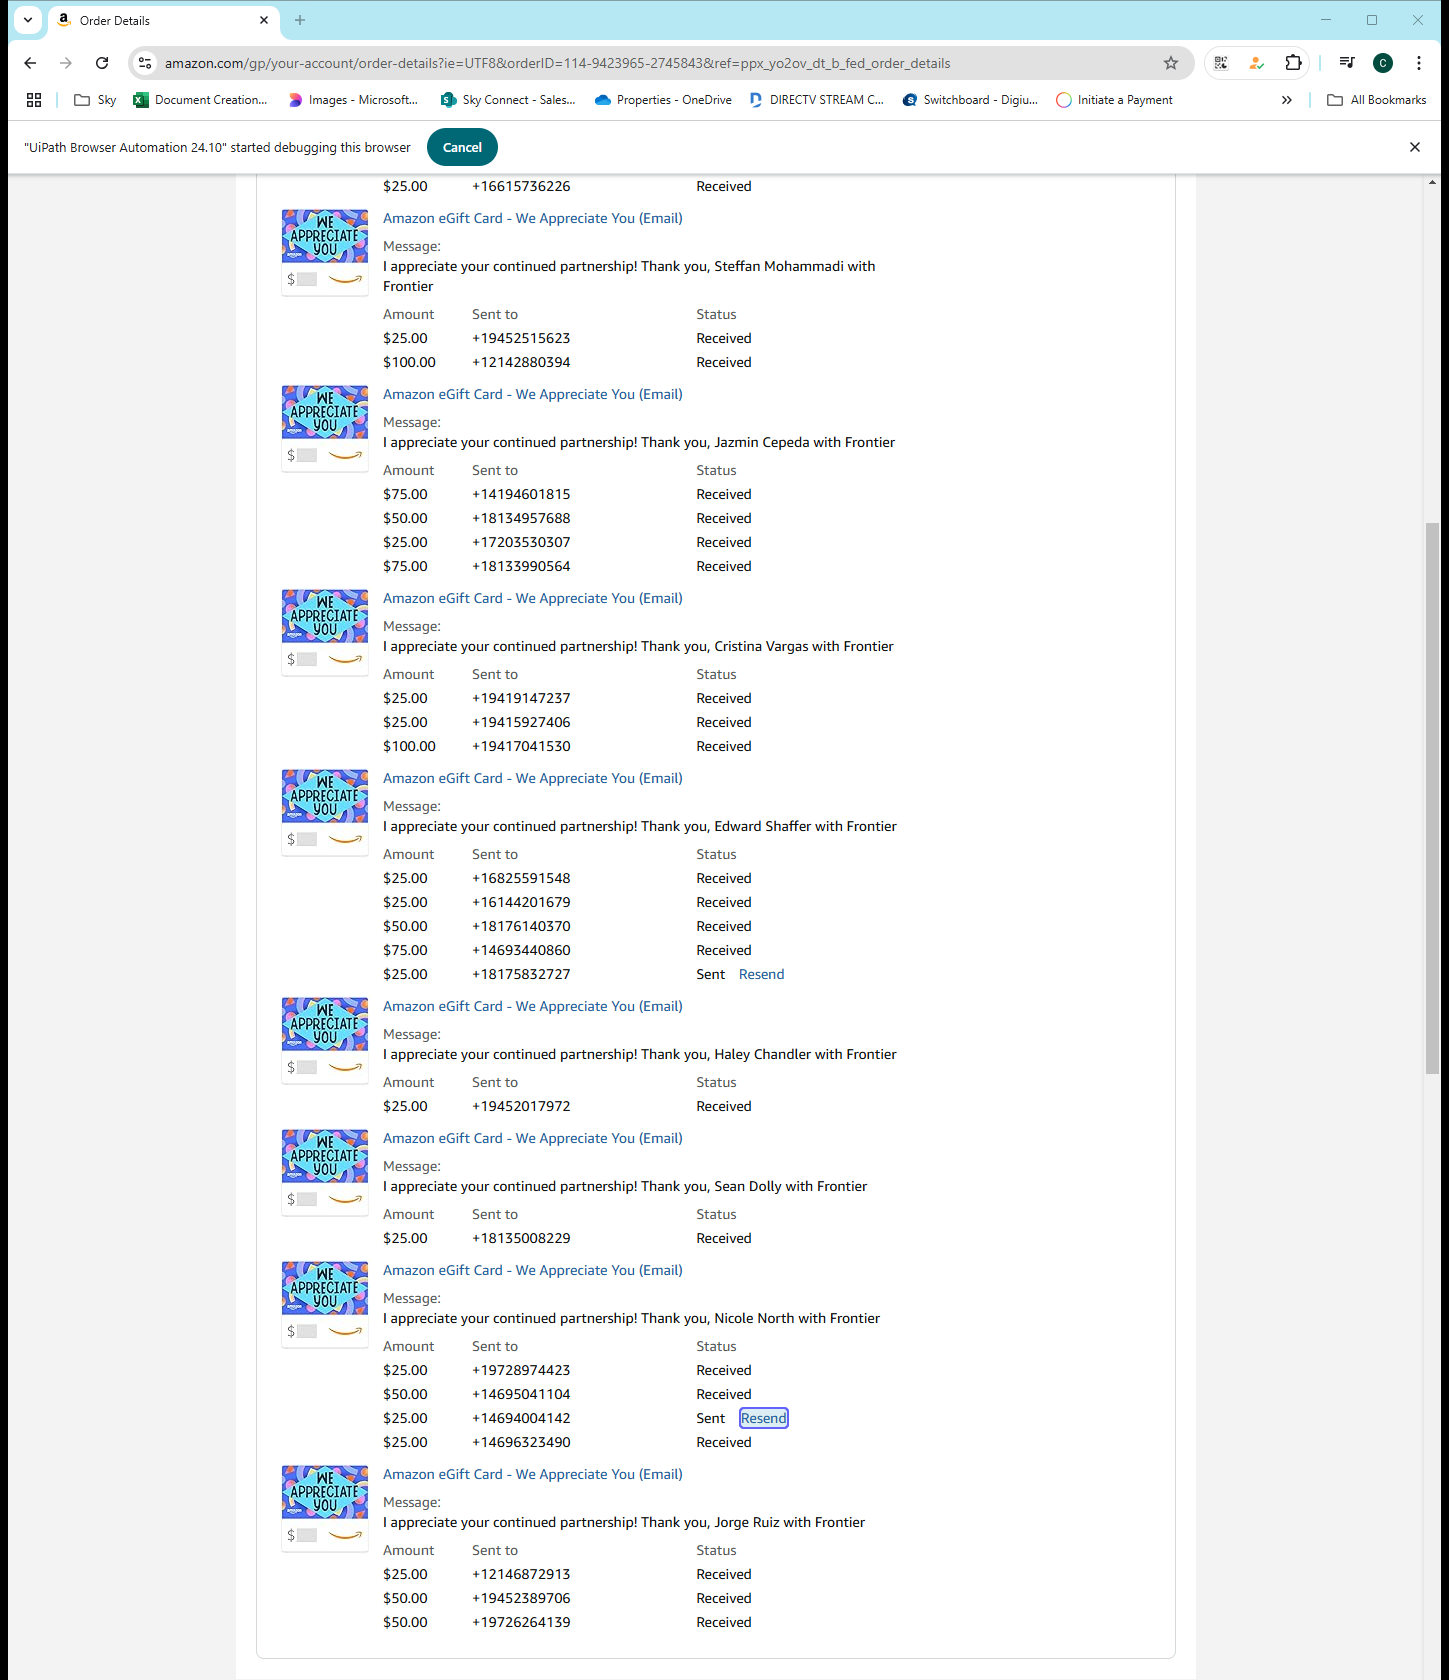 Order Details
amazon.com/gp/your-account/order-details?ie=UTF8&orderID=114-9423965-2745843&ref=ppx_yo2ov_dt_b_fed_order_details
Sky Document Creation... Images - Microsoft... Sky Connect - Sales... Properties - OneDrive DIRECTV STREAM C... Switchboard - Digiu... Initiate a Payment » All Bookmarks
"UiPath Browser Automation 24.10" started debugging this browser Cancel
$25.00 +16615736226 Received
WE APPRECIATE YOU
Amazon eGift Card - We Appreciate You (Email)
Message:
I appreciate your continued partnership! Thank you, Steffan Mohammadi with
Frontier
Amount Sent to Status
$25.00 +19452515623 Received
$100.00 +12142880394 Received
WE APPRECIATE YOU
Amazon eGift Card - We Appreciate You (Email)
Message:
I appreciate your continued partnership! Thank you, Jazmin Cepeda with Frontier
Amount Sent to Status
$75.00 +14194601815 Received
$50.00 +18134957688 Received
$25.00 +17203530307 Received
$75.00 +18133990564 Received
WE APPRECIATE YOU
Amazon eGift Card - We Appreciate You (Email)
Message:
I appreciate your continued partnership! Thank you, Cristina Vargas with Frontier
Amount Sent to Status
$25.00 +19419147237 Received
$25.00 +19415927406 Received
$100.00 +19417041530 Received
WE APPRECIATE YOU
Amazon eGift Card - We Appreciate You (Email)
Message:
I appreciate your continued partnership! Thank you, Edward Shaffer with Frontier
Amount Sent to Status
$25.00 +16825591548 Received
$25.00 +16144201679 Received
$50.00 +18176140370 Received
$75.00 +14693440860 Received
$25.00 +18175832727 Sent Resend
WE APPRECIATE YOU
Amazon eGift Card - We Appreciate You (Email)
Message:
I appreciate your continued partnership! Thank you, Haley Chandler with Frontier
Amount Sent to Status
$25.00 +19452017972 Received
WE APPRECIATE YOU
Amazon eGift Card - We Appreciate You (Email)
Message:
I appreciate your continued partnership! Thank you, Sean Dolly with Frontier
Amount Sent to Status
$25.00 +18135008229 Received
WE APPRECIATE YOU
Amazon eGift Card - We Appreciate You (Email)
Message:
I appreciate your continued partnership! Thank you, Nicole North with Frontier
Amount Sent to Status
$25.00 +19728974423 Received
$50.00 +14695041104 Received
$25.00 +14694004142 Sent Resend
$25.00 +14696323490 Received
WE APPRECIATE YOU
Amazon eGift Card - We Appreciate You (Email)
Message:
I appreciate your continued partnership! Thank you, Jorge Ruiz with Frontier
Amount Sent to Status
$25.00 +12146872913 Received
$50.00 +19452389706 Received
$50.00 +19726264139 Received